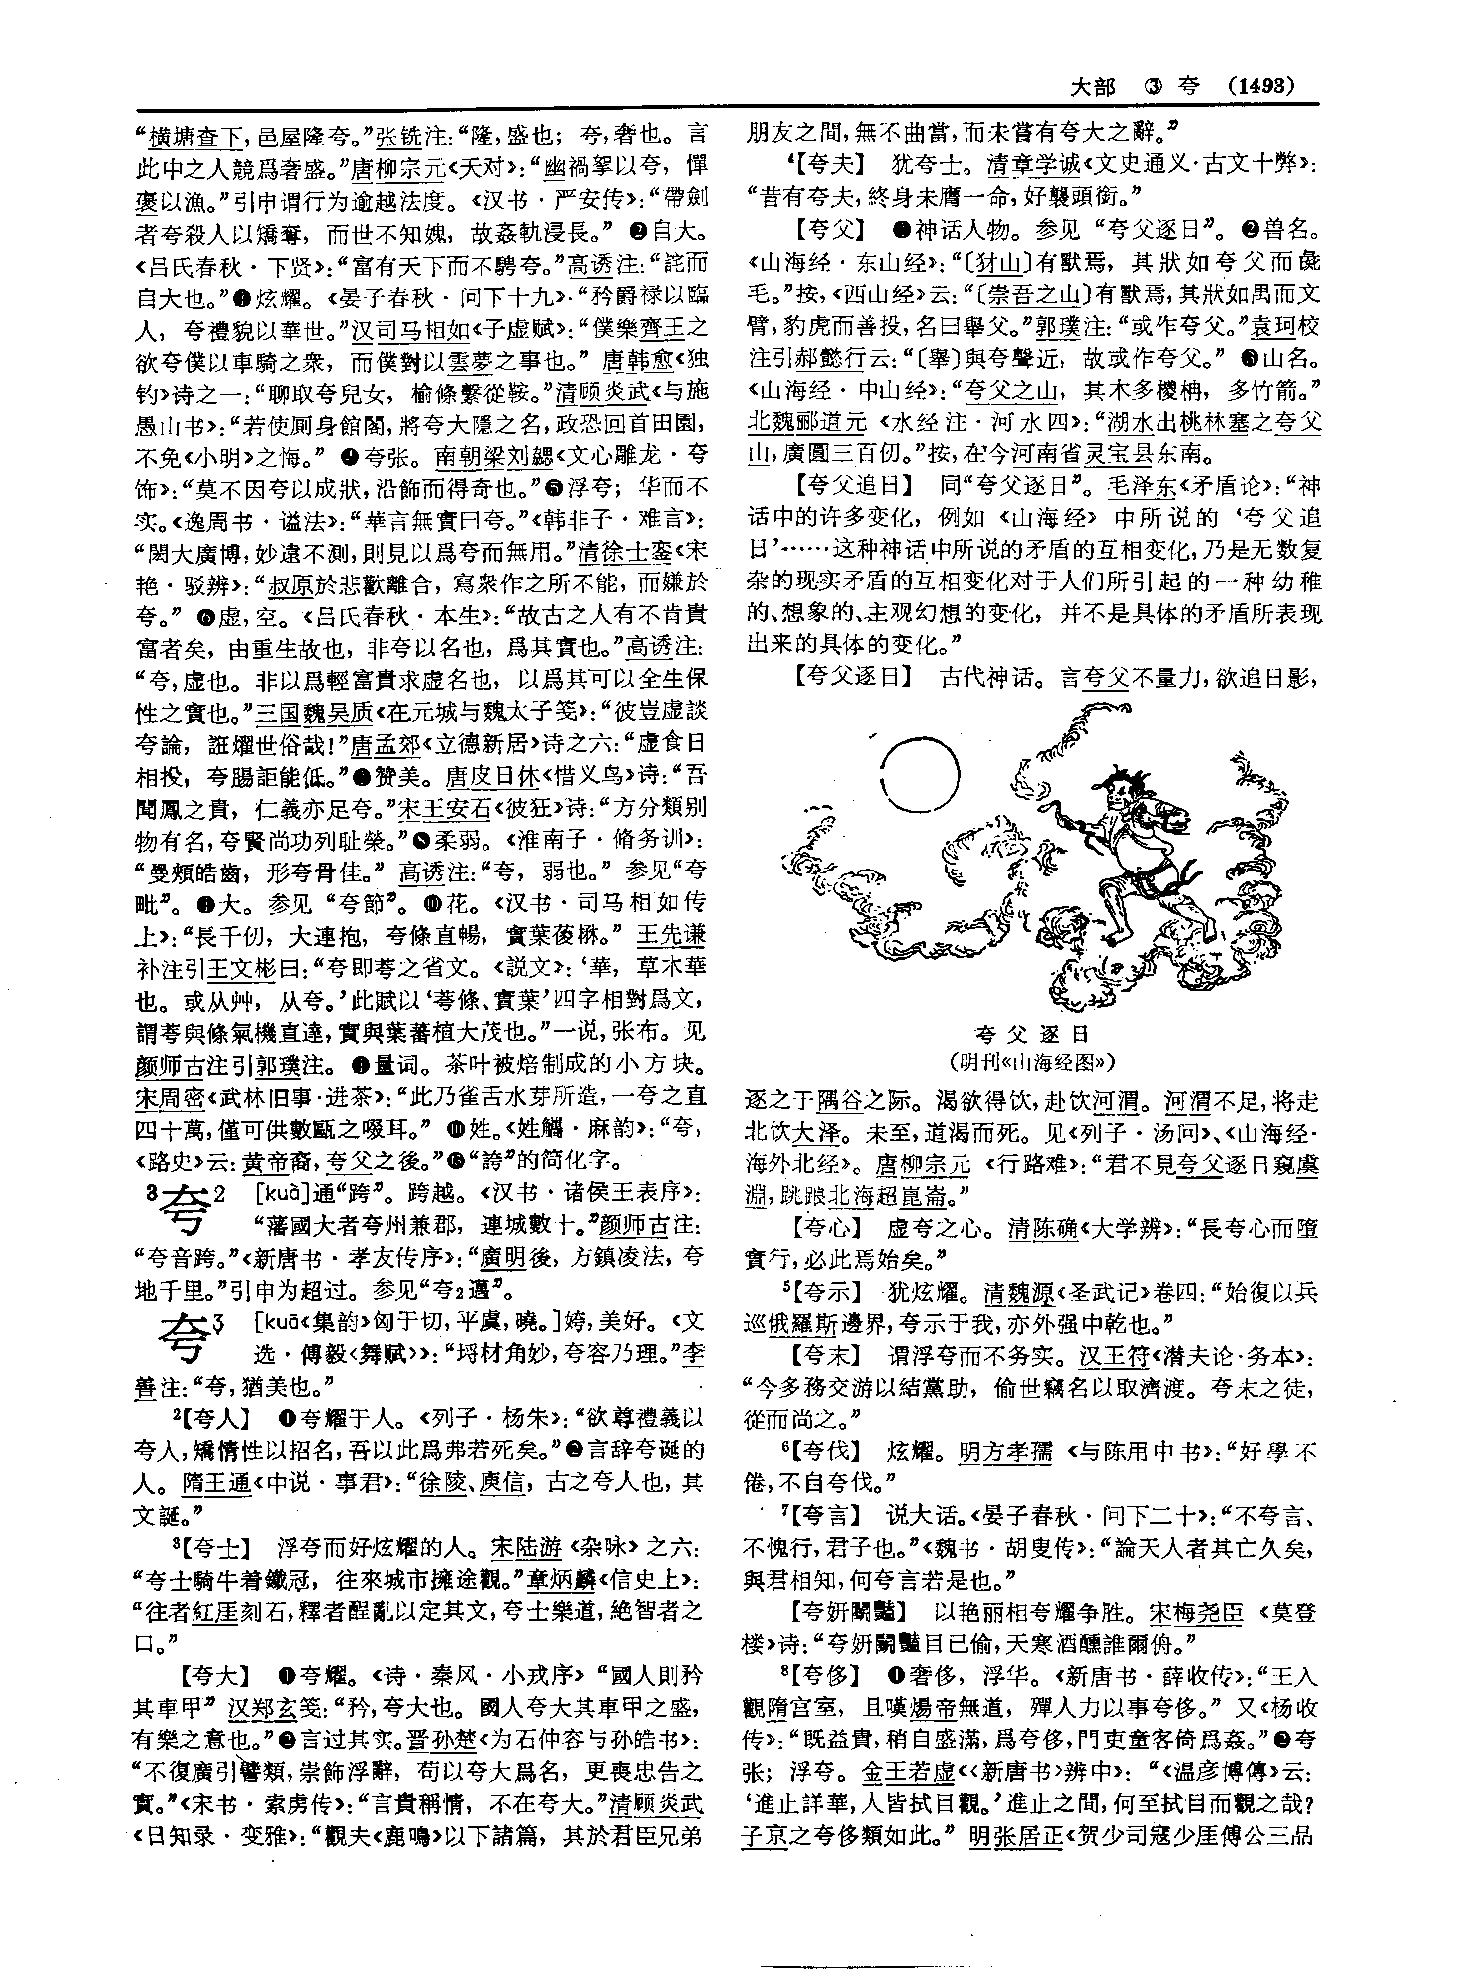 大部 ③ 夸 (1493)
“橫塘查下，邑屋隆夸。”张铣注：“隆，盛也；夸，奢也。言
此中之人競爲奢盛。”唐柳宗元《天对》：“幽禍挐以夸，憚
褒以漁。”引申谓行为逾越法度。《汉书·严安传》：“帶劍
者夸殺人以矯奪，而世不知媿，故姦軌浸長。”❷自大。
《吕氏春秋·下贤》：“富有天下而不騁夸。”高诱注：“詫而
自大也。”❸炫耀。《晏子春秋·问下十九》：“矜爵禄以臨
人，夸禮貌以華世。”汉司马相如《子虚赋》：“僕樂齊王之
欲夸僕以車騎之衆，而僕對以雲夢之事也。”唐韩愈《独
钓》诗之一：“聊取夸兒女，榆條繫從鞍。”清顾炎武《与施
愚山书》：“若使厠身館閣，將夸大隱之名，政恐回首田園，
不免《小明》之悔。”❹夸张。南朝梁刘勰《文心雕龙·夸
饰》：“莫不因夸以成狀，沿飾而得奇也。”❺浮夸；华而不
实。《逸周书·谥法》：“華言無實曰夸。”《韩非子·难言》：
“閎大廣博，妙遠不測，則見以爲夸而無用。”清徐士銮《宋
艳·驳辨》：“叔原於悲歡離合，寫衆作之所不能，而嫌於
夸。”❻虚，空。《吕氏春秋·本生》：“故古之人有不肯貴
富者矣，由重生故也，非夸以名也，爲其實也。”高诱注：
“夸，虚也。非以爲輕富貴求虚名也，以爲其可以全生保
性之實也。”三国魏吴质《在元城与魏太子笺》：“彼豈虚談
夸論，誑燿世俗哉！”唐孟郊《立德新居》诗之六：“虚食日
相投，夸腸詎能低。”❼赞美。唐皮日休《惜义鸟》诗：“吾
聞鳳之貴，仁義亦足夸。”宋王安石《彼狂》诗：“方分類别
物有名，夸賢尚功列耻榮。”❽柔弱。《淮南子·脩务训》：
“曼頰皓齒，形夸骨佳。”高诱注：“夸，弱也。”参见“夸
毗”。❾大。参见“夸節”。❿花。《汉书·司马相如传
上》：“長千仞，大連抱，夸條直暢，實葉葰楙。”王先谦
补注引王文彬曰：“夸即荂之省文。《説文》：‘華，草木華
也。或从艸，从夸。’此賦以‘荂條、實葉’四字相對爲文，
謂荂與條氣機直達，實與葉蕃植大茂也。”一说，张布。见
颜师古注引郭璞注。⓫量词。茶叶被焙制成的小方块。
宋周密《武林旧事·进茶》：“此乃雀舌水芽所造，一夸之直
四十萬，僅可供數甌之啜耳。”⓬姓。《姓觿·麻韵》：“夸，
《路史》云：黄帝裔，夸父之後。”⓭“誇”的简化字。
3夸2 [kuà]通“跨”。跨越。《汉书·诸侯王表序》：
“藩國大者夸州兼郡，連城數十。”颜师古注：
“夸音跨。”《新唐书·孝友传序》：“廣明後，方鎮凌法，夸
地千里。”引申为超过。参见“夸2邁”。
夸3 [kuā《集韵》匈于切，平虞，曉。]姱，美好。《文
选·傅毅〈舞赋〉》：“埒材角妙，夸容乃理。”李
善注：“夸，猶美也。”
2【夸人】 ❶夸耀于人。《列子·杨朱》：“欲尊禮義以
夸人，矯情性以招名，吾以此爲弗若死矣。”❷言辞夸诞的
人。隋王通《中说·事君》：“徐陵、庾信，古之夸人也，其
文誕。”
3【夸士】 浮夸而好炫耀的人。宋陆游《杂咏》之六：
“夸士騎牛着鐵冠，往來城市擁途觀。”章炳麟《信史上》：
“往者紅厓刻石，釋者酲亂以定其文，夸士樂道，絶智者之
口。”
【夸大】 ❶夸耀。《诗·秦风·小戎序》“國人則矜
其車甲”汉郑玄笺：“矜，夸大也。國人夸大其車甲之盛，
有樂之意也。”❷言过其实。晋孙楚《为石仲容与孙皓书》：
“不復廣引譬類，崇飾浮辭，苟以夸大爲名，更喪忠告之
實。”《宋书·索虏传》：“言貴稱情，不在夸大。”清顾炎武
《日知录·变雅》：“觀夫《鹿鳴》以下諸篇，其於君臣兄弟
朋友之間，無不曲當，而未嘗有夸大之辭。”
4【夸夫】 犹夸士。清章学诚《文史通义·古文十弊》：
“昔有夸夫，終身未膺一命，好襲頭銜。”
【夸父】 ❶神话人物。参见“夸父逐日”。❷兽名。
《山海经·东山经》：“〔犲山〕有獸焉，其狀如夸父而彘
毛。”按，《西山经》云：“〔崇吾之山〕有獸焉，其狀如禺而文
臂，豹虎而善投，名曰舉父。”郭璞注：“或作夸父。”袁珂校
注引郝懿行云：“〔舉〕與夸聲近，故或作夸父。”❸山名。
《山海经·中山经》：“夸父之山，其木多椶枏，多竹箭。”
北魏郦道元《水经注·河水四》：“湖水出桃林塞之夸父
山，廣圓三百仞。”按，在今河南省灵宝县东南。
【夸父追日】 同“夸父逐日”。毛泽东《矛盾论》：“神
话中的许多变化，例如《山海经》中所说的‘夸父追
日’……这种神话中所说的矛盾的互相变化，乃是无数复
杂的现实矛盾的互相变化对于人们所引起的一种幼稚
的、想象的、主观幻想的变化，并不是具体的矛盾所表现
出来的具体的变化。”
【夸父逐日】 古代神话。言夸父不量力，欲追日影，
夸父逐日
（明刊《山海经图》）
逐之于隅谷之际。渴欲得饮，赴饮河渭。河渭不足，将走
北饮大泽。未至，道渴而死。见《列子·汤问》、《山海经·
海外北经》。唐柳宗元《行路难》：“君不見夸父逐日窺虞
淵，跳踉北海超崑崙。”
【夸心】 虚夸之心。清陈确《大学辨》：“長夸心而墮
實行，必此焉始矣。”
5【夸示】 犹炫耀。清魏源《圣武记》卷四：“始復以兵
巡俄羅斯邊界，夸示于我，亦外强中乾也。”
【夸末】 谓浮夸而不务实。汉王符《潜夫论·务本》：
“今多務交游以結黨助，偷世竊名以取濟渡。夸末之徒，
從而尚之。”
6【夸伐】 炫耀。明方孝孺《与陈用中书》：“好學不
倦，不自夸伐。”
7【夸言】 说大话。《晏子春秋·问下二十》：“不夸言、
不愧行，君子也。”《魏书·胡叟传》：“論天人者其亡久矣，
與君相知，何夸言若是也。”
【夸妍鬭豔】 以艳丽相夸耀争胜。宋梅尧臣《莫登
楼》诗：“夸妍鬭豔目已偷，天寒酒醺誰爾俦。”
8【夸侈】 ❶奢侈，浮华。《新唐书·薛收传》：“王入
觀隋宫室，且嘆煬帝無道，殫人力以事夸侈。”又《杨收
传》：“既益貴，稍自盛滿，爲夸侈，門吏童客倚爲姦。”❷夸
张；浮夸。金王若虚《〈新唐书〉辨中》：“《温彦博傳》云：
‘進止詳華，人皆拭目觀。’進止之間，何至拭目而觀之哉？
子京之夸侈類如此。”明张居正《贺少司寇少厓傅公三品